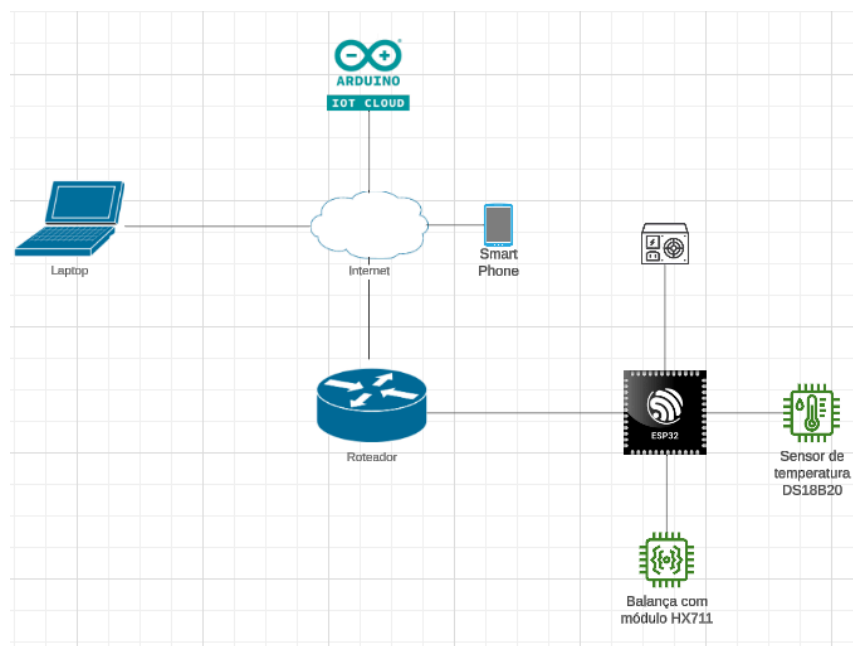 ARDUINO
IOT CLOUD
Laptop
Internet
Smart
Phone
Roteador
ESP32
Sensor de
temperatura
DS18B20
Balança com
módulo HX711